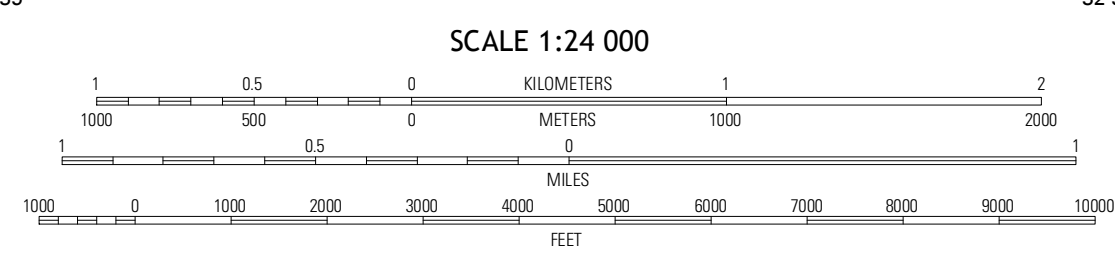 SCALE 1:24 000
1 0.5 0 KILOMETERS 1 2
1000 500 0 METERS 1000 2000
1 0.5 0 1
MILES
1000 0 1000 2000 3000 4000 5000 6000 7000 8000 9000 10000
FEET